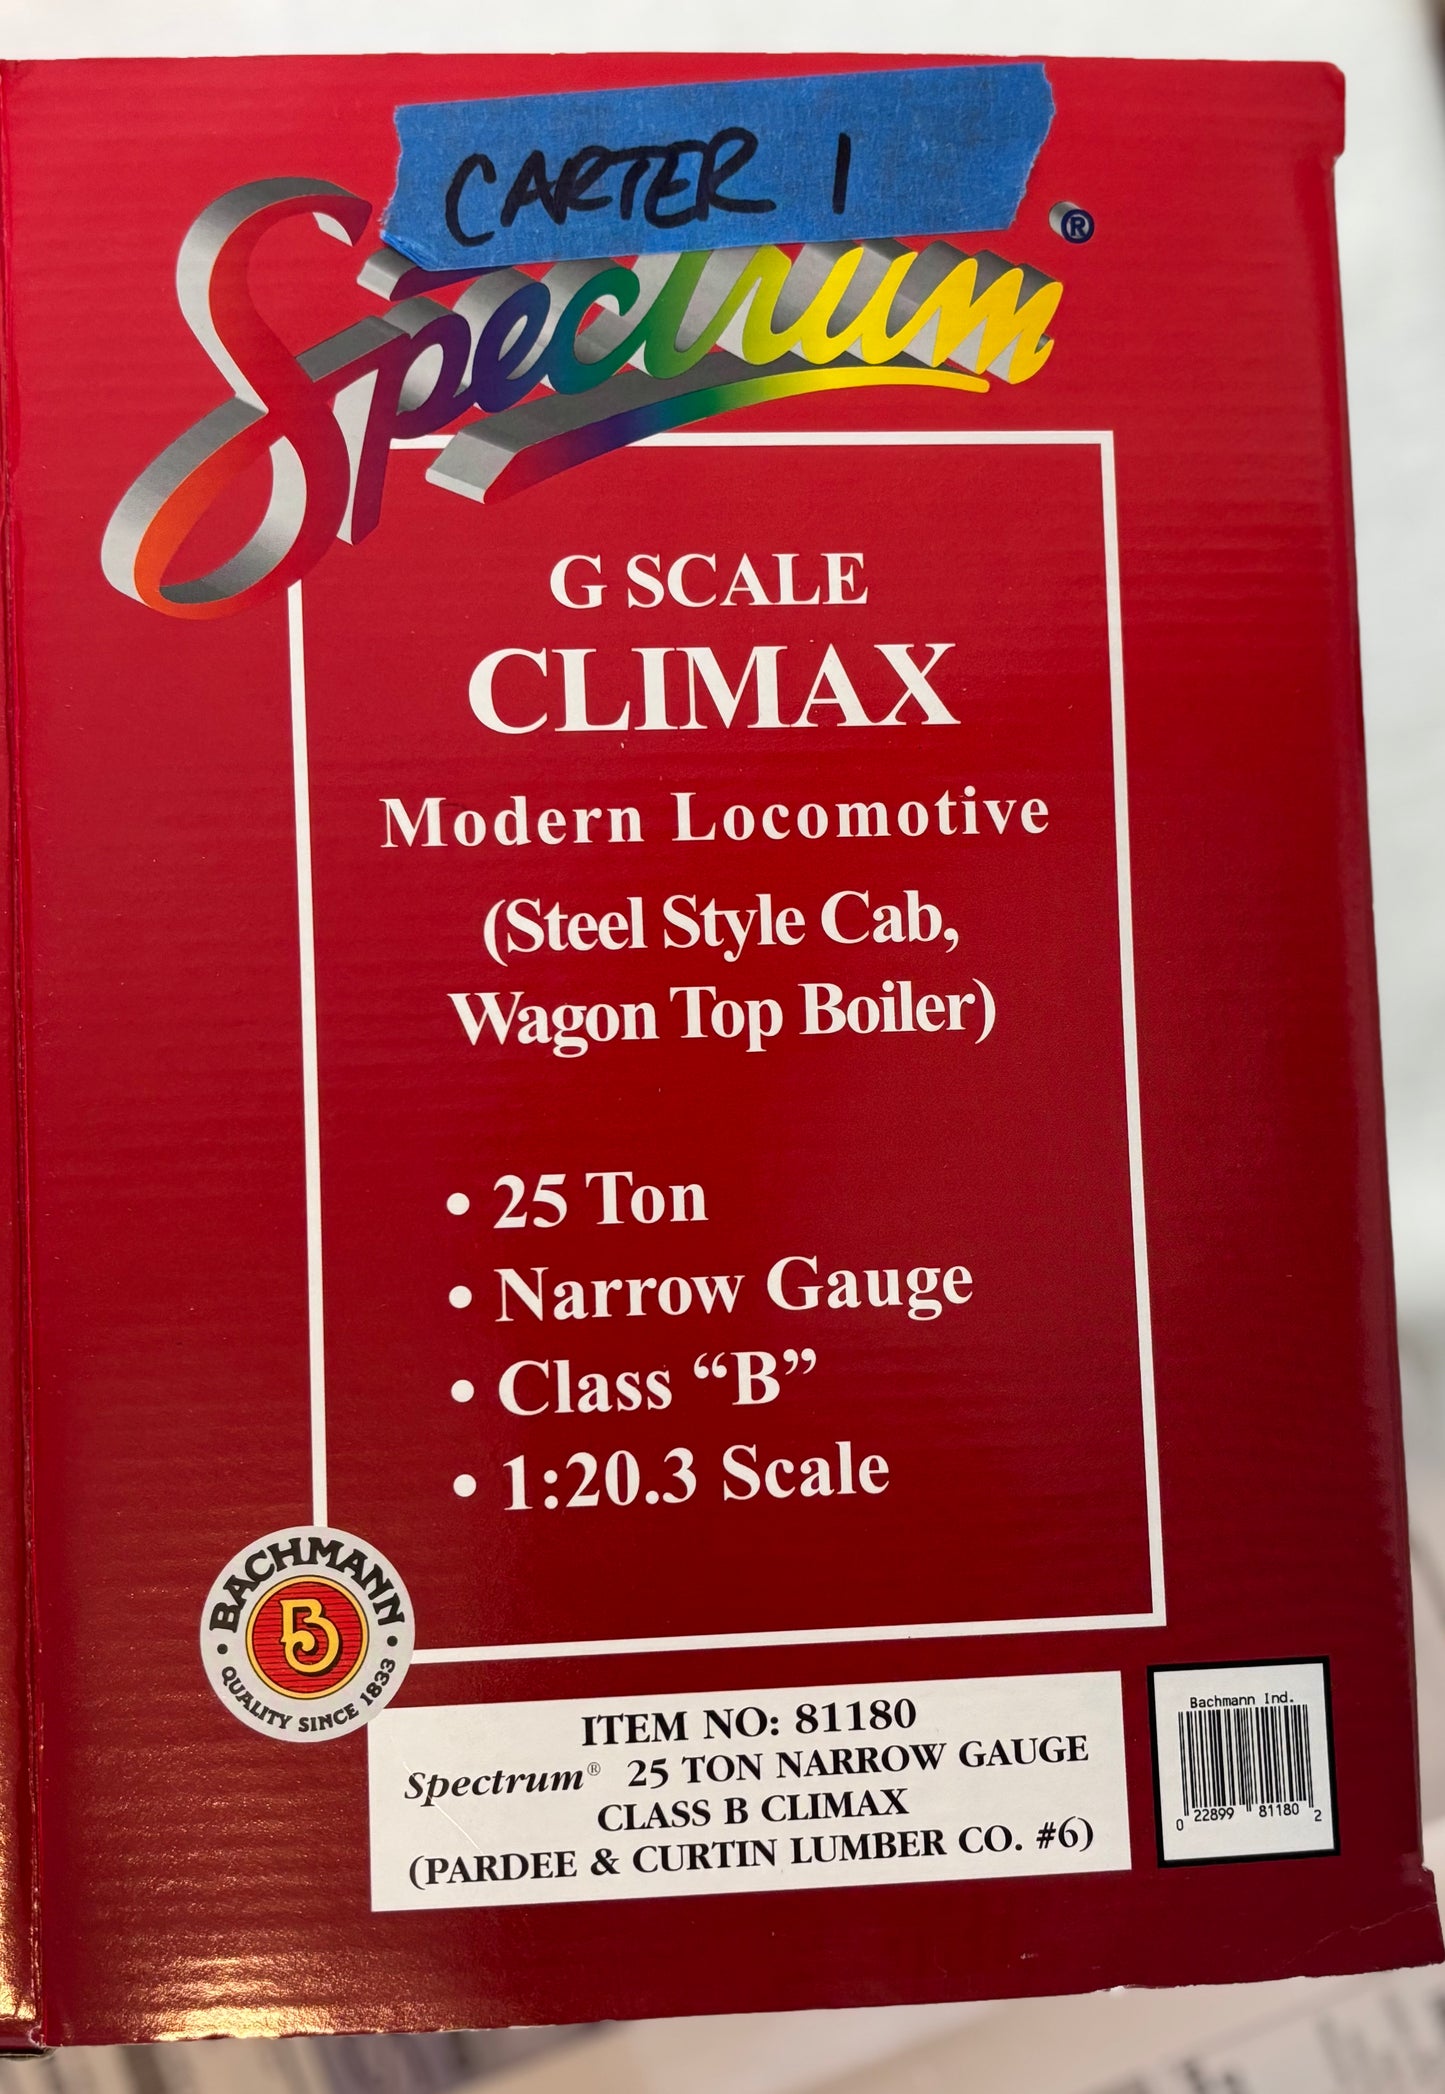 CARTER 1
Spectrum®
G SCALE
CLIMAX
Modern Locomotive
(Steel Style Cab,
Wagon Top Boiler)
• 25 Ton
• Narrow Gauge
• Class “B”
• 1:20.3 Scale
BACHMANN
B
• QUALITY SINCE 1833 •
ITEM NO: 81180
Spectrum® 25 TON NARROW GAUGE
CLASS B CLIMAX
(PARDEE & CURTIN LUMBER CO. #6)
Bachmann Ind.
0 22899 81180 2